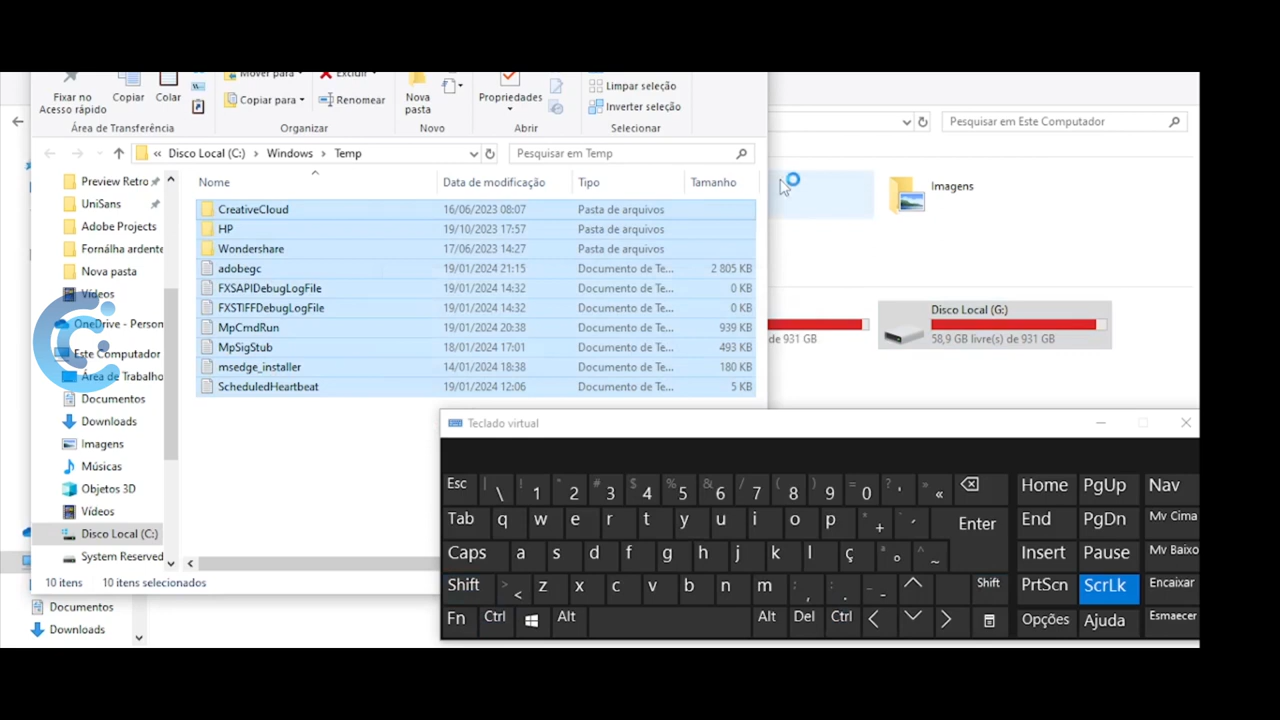 Mover para Excluir
Fixar no Acesso rápido
Copiar
Colar
Copiar para
Renomear
Nova pasta
Propriedades
Limpar seleção
Inverter seleção
Área de Transferência
Organizar
Novo
Abrir
Selecionar
« Disco Local (C:) > Windows > Temp
Pesquisar em Temp
Pesquisar em Este Computador
Nome Data de modificação Tipo Tamanho
CreativeCloud 16/06/2023 08:07 Pasta de arquivos
HP 19/10/2023 17:57 Pasta de arquivos
Wondershare 17/06/2023 14:27 Pasta de arquivos
adobegc 19/01/2024 21:15 Documento de Te... 2 805 KB
FXSAPIDebugLogFile 19/01/2024 14:32 Documento de Te... 0 KB
FXSTIFFDebugLogFile 19/01/2024 14:32 Documento de Te... 0 KB
MpCmdRun 19/01/2024 20:38 Documento de Te... 939 KB
MpSigStub 18/01/2024 17:01 Documento de Te... 493 KB
msedge_installer 14/01/2024 18:38 Documento de Te... 180 KB
ScheduledHeartbeat 19/01/2024 12:06 Documento de Te... 5 KB
Preview Retro
UniSans
Adobe Projects
Fornálha ardente
Nova pasta
Vídeos
OneDrive - Person
Este Computador
Área de Trabalho
Documentos
Downloads
Imagens
Músicas
Objetos 3D
Vídeos
Disco Local (C:)
System Reserved
10 itens 10 itens selecionados
Documentos
Downloads
Imagens
de 931 GB
Disco Local (G:)
58,9 GB livre(s) de 931 GB
Teclado virtual
Esc | \ ! 1 " 2 # 3 $ 4 % 5 & 6 / 7 ( 8 ) 9 = 0 ? ' » « Home PgUp Nav
Tab q w e r t y u i o p * + ` ´ Enter End PgDn Mv Cima
Caps a s d f g h j k l ç ª º ^ ~ Insert Pause Mv Baixo
Shift > < z x c v b n m ; , : . _ - Shift PrtScn ScrLk Encaixar
Fn Ctrl Alt Alt Del Ctrl Opções Ajuda Esmaecer